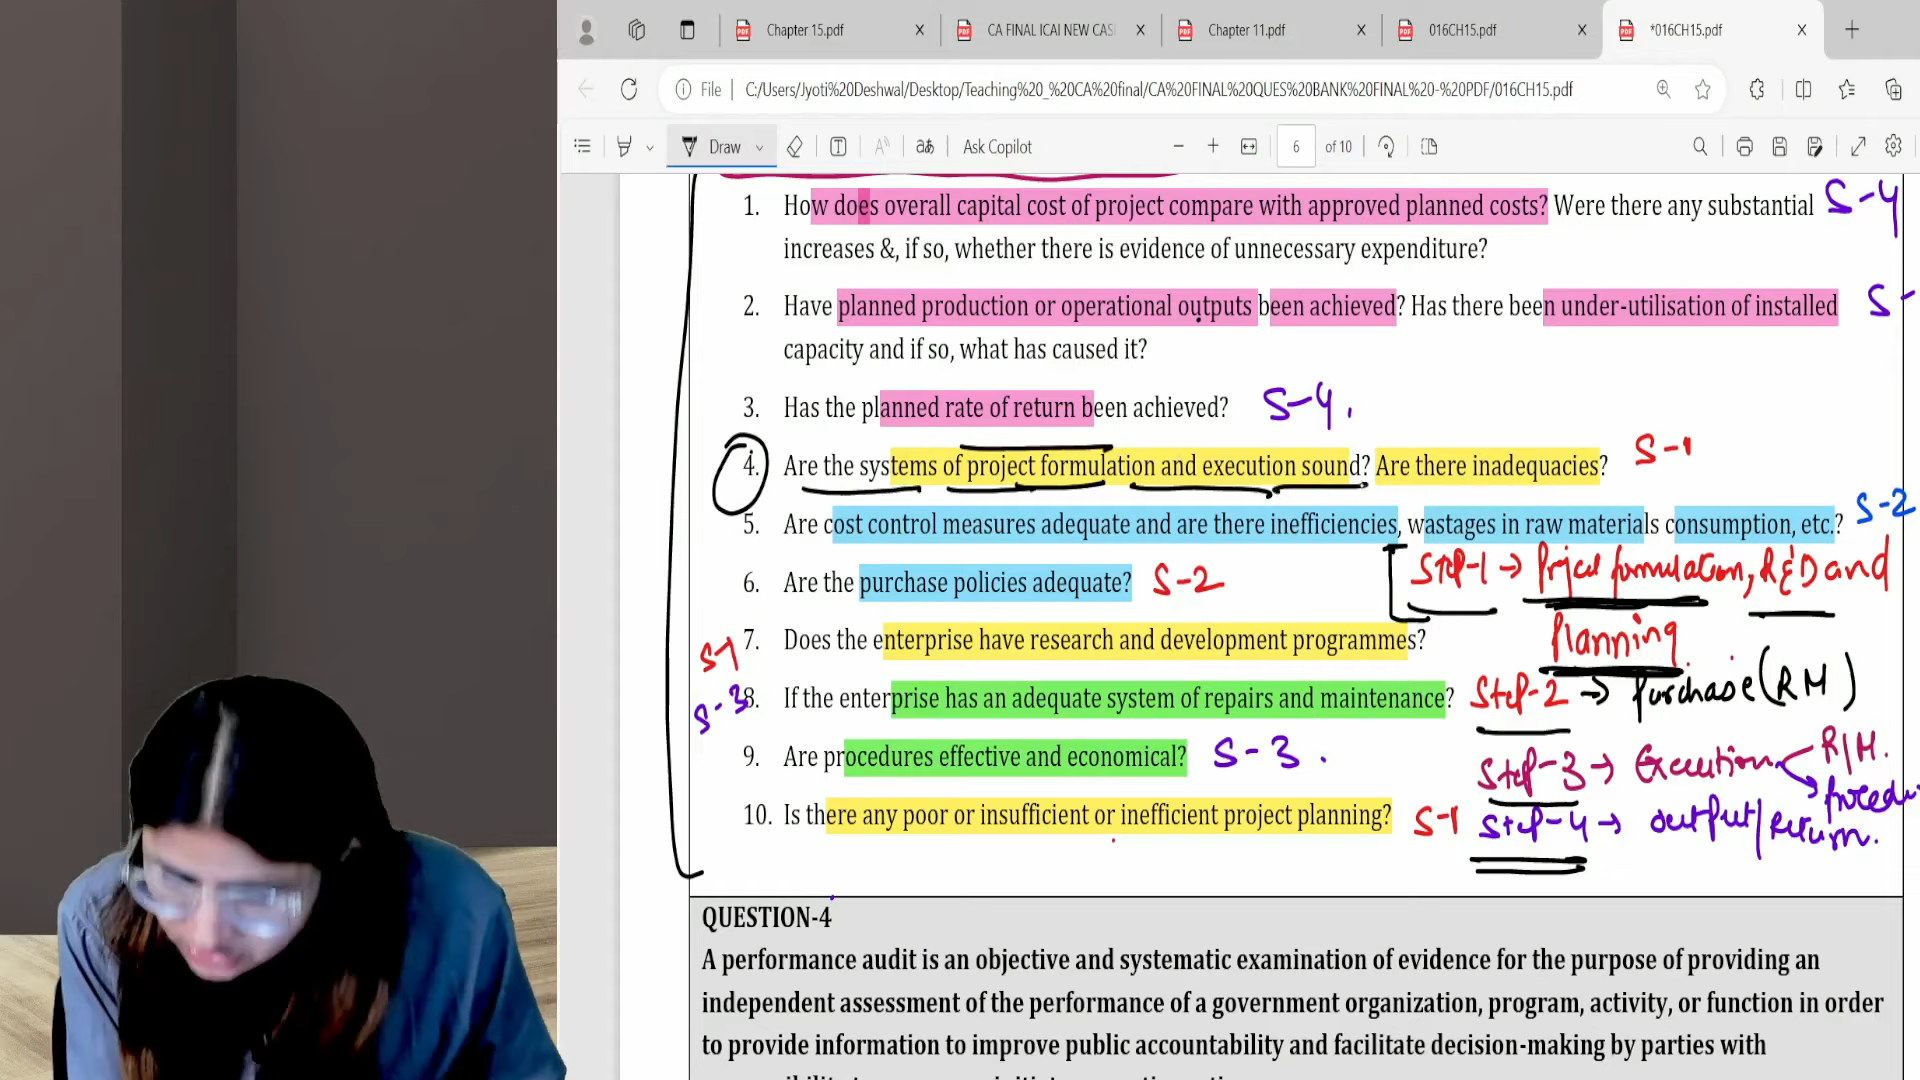 Chapter 15.pdf
CA FINAL ICAI NEW CAS
Chapter 11.pdf
016CH15.pdf
*016CH15.pdf
File C:/Users/Jyoti%20Deshwal/Desktop/Teaching%20_%20CA%20final/CA%20FINAL%20QUES%20BANK%20FINAL%20-%20PDF/016CH15.pdf
Draw Ask Copilot 6 of 10
1. How does overall capital cost of project compare with approved planned costs? Were there any substantial S-4
increases &, if so, whether there is evidence of unnecessary expenditure?
2. Have planned production or operational outputs been achieved? Has there been under-utilisation of installed S-
capacity and if so, what has caused it?
3. Has the planned rate of return been achieved? S-4.
4. Are the systems of project formulation and execution sound? Are there inadequacies? S-1
5. Are cost control measures adequate and are there inefficiencies, wastages in raw materials consumption, etc.? S-2
Step-1 → Project formulation, R&D and
6. Are the purchase policies adequate? S-2
S-1 7. Does the enterprise have research and development programmes? Planning
S-3 8. If the enterprise has an adequate system of repairs and maintenance? Step-2 → Purchase (RM)
9. Are procedures effective and economical? S-3. Step-3 → Execution R/M.
10. Is there any poor or insufficient or inefficient project planning? S-1 Step-4 → output/Return.
QUESTION-4
A performance audit is an objective and systematic examination of evidence for the purpose of providing an
independent assessment of the performance of a government organization, program, activity, or function in order
to provide information to improve public accountability and facilitate decision-making by parties with